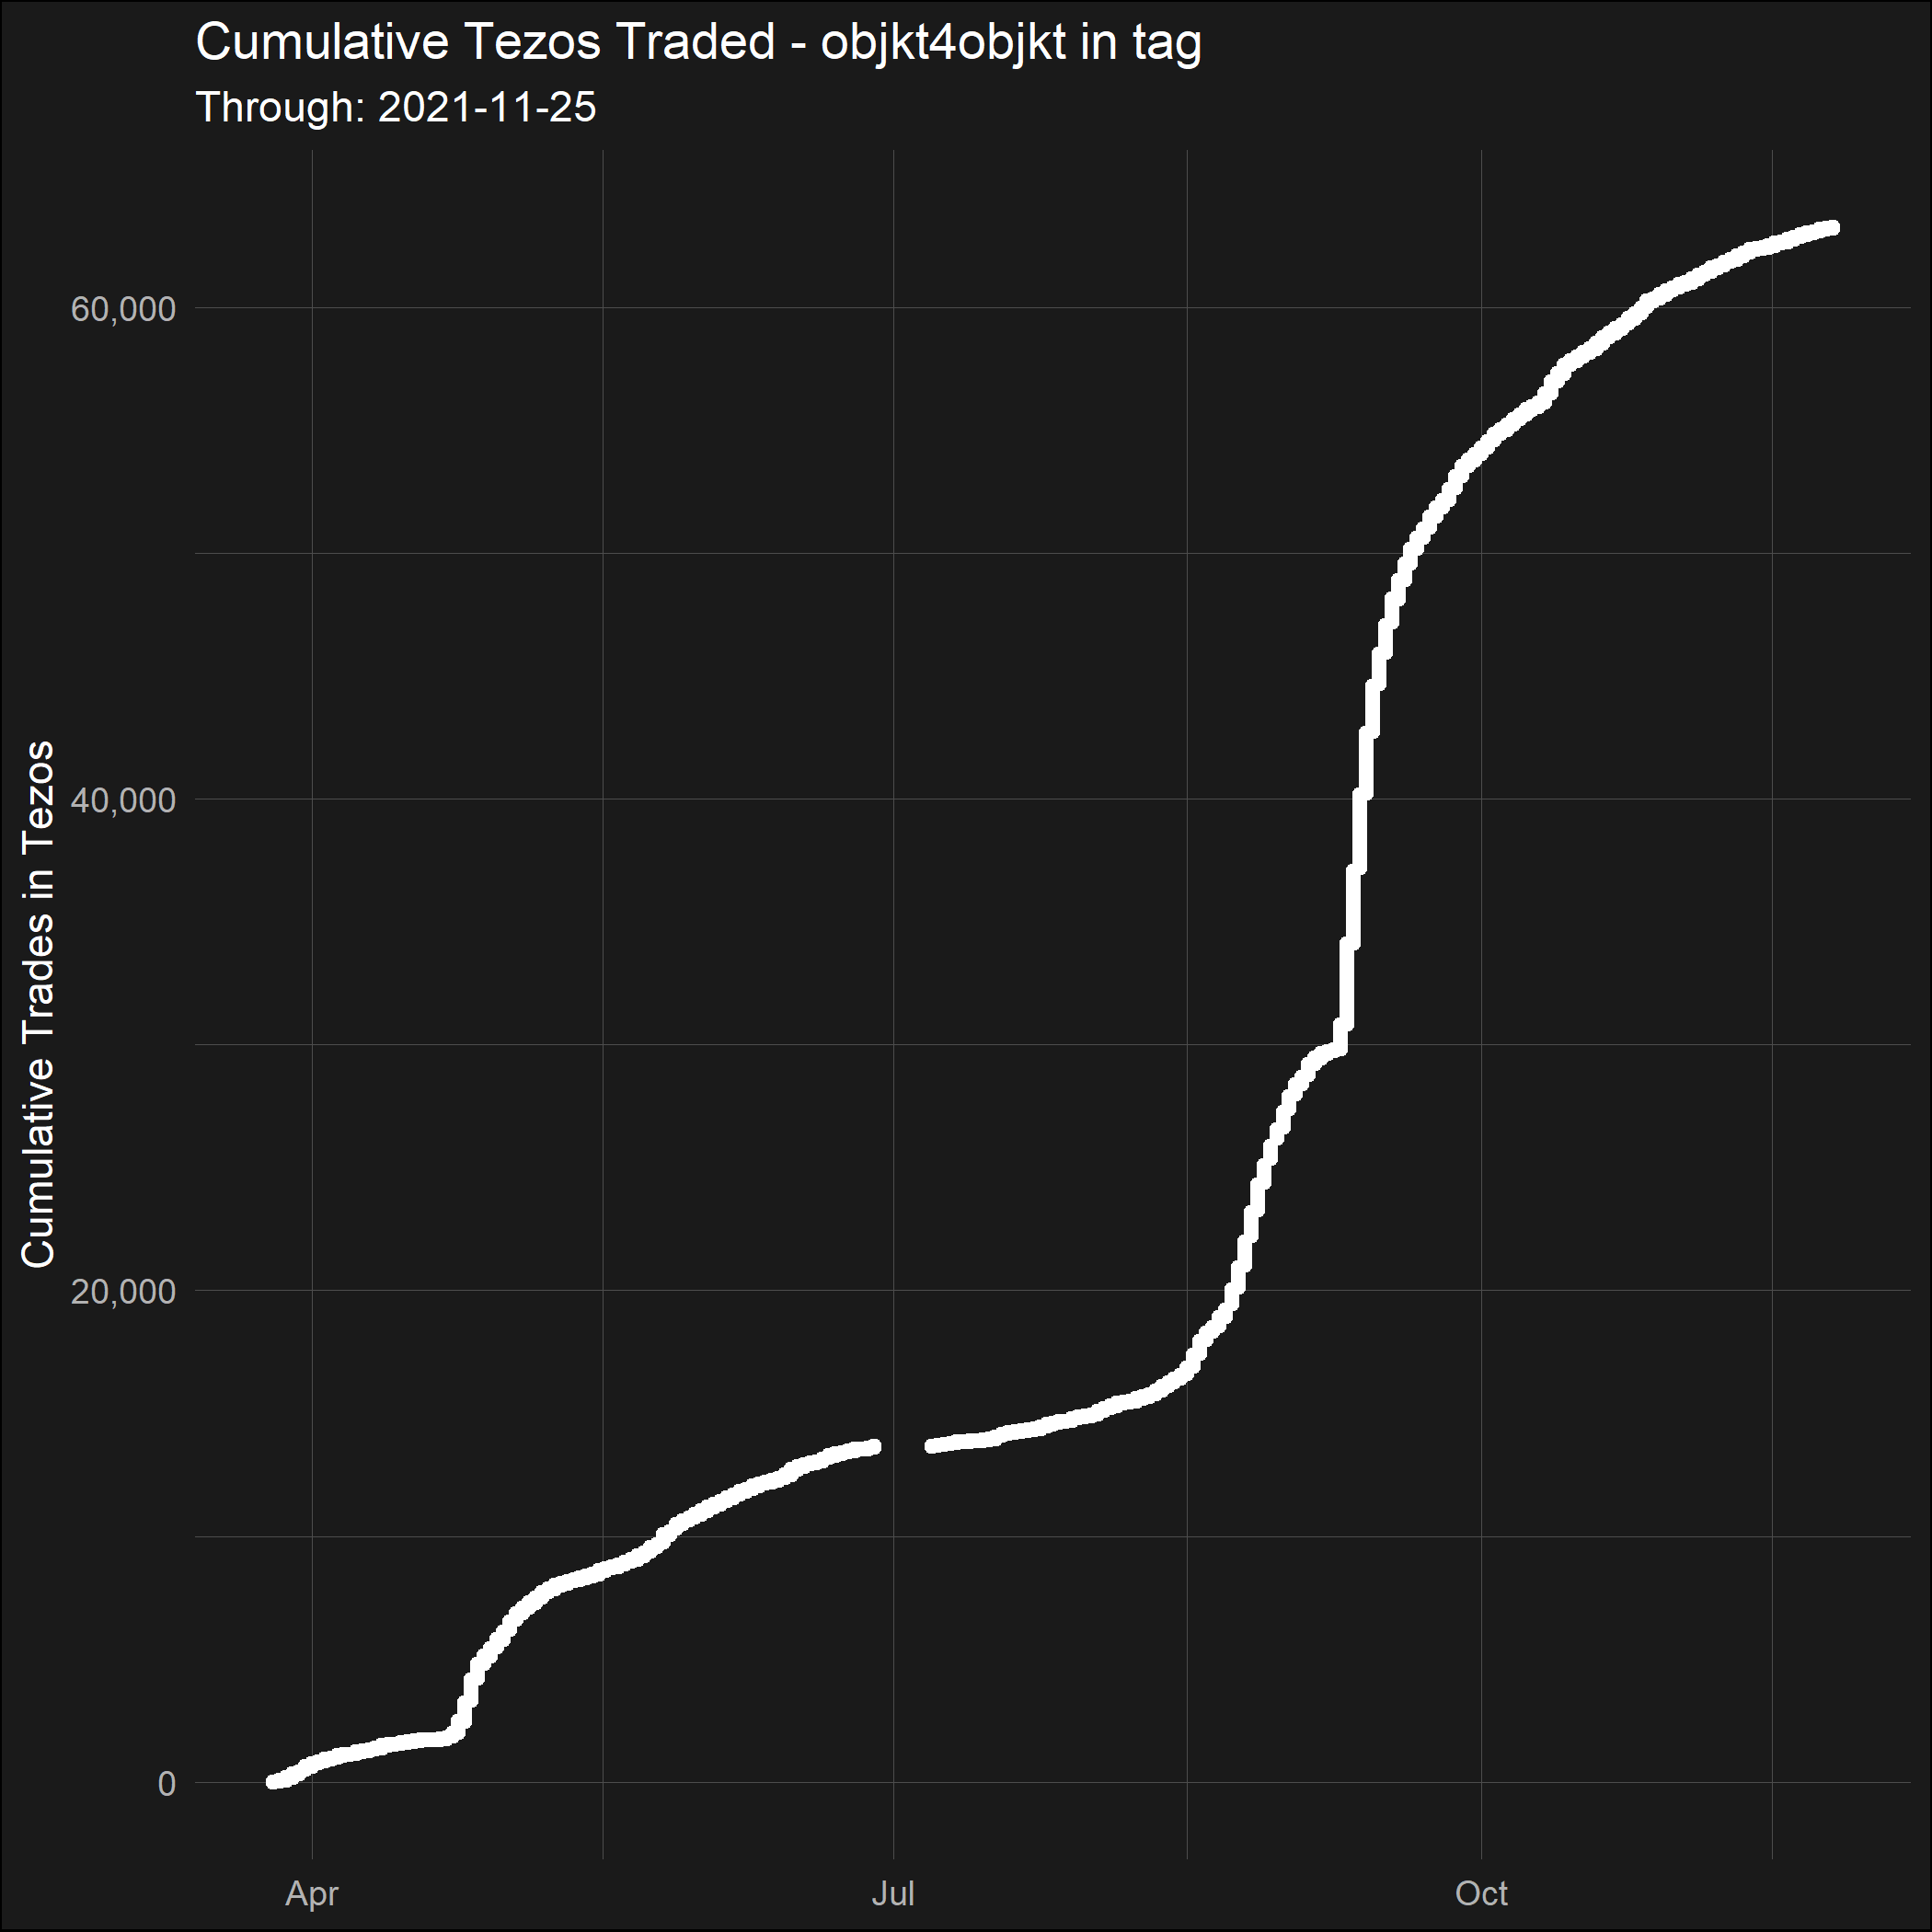 Cumulative Tezos Traded - objkt4objkt in tag
Through: 2021-11-25
Cumulative Trades in Tezos
60,000
40,000
20,000
0
Apr
Jul
Oct